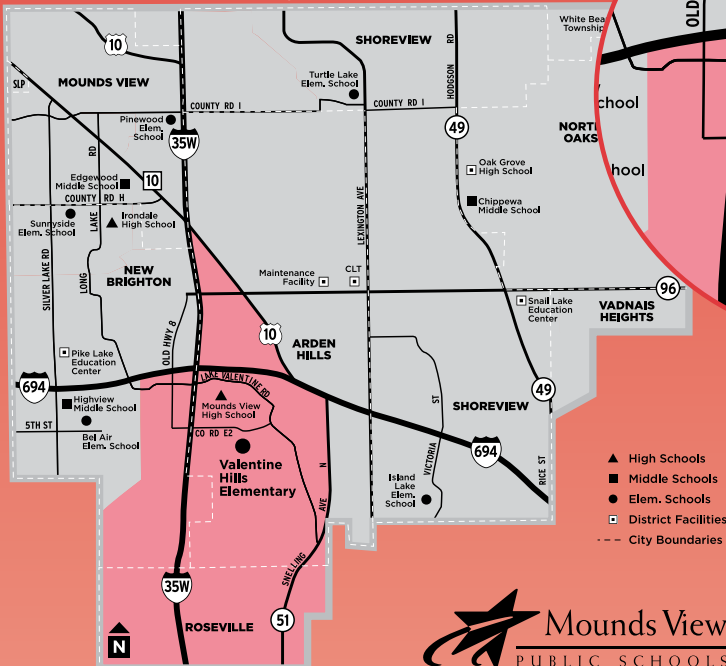 10
MOUNDS VIEW
SLP
SHOREVIEW
HODGSON RD
White Bea
Township
OLD
Turtle Lake
Elem. School
COUNTY RD I
COUNTY RD I
Pinewood
Elem.
School
35W
49
NORTH
OAKS
chool
hool
Oak Grove
High School
Chippewa
Middle School
Edgewood
Middle School
10
COUNTY RD H
Sunnyside
Elem. School
Irondale
High School
LONG LAKE RD
SILVER LAKE RD
LEXINGTON AVE
NEW
BRIGHTON
Maintenance
Facility
CLT
96
Snail Lake
Education
Center
VADNAIS
HEIGHTS
OLD HWY 8
10
ARDEN
HILLS
Pike Lake
Education
Center
694
LAKE VALENTINE RD
Mounds View
High School
CO RD E2
Highview
Middle School
5TH ST
Bel Air
Elem. School
Valentine
Hills
Elementary
SHOREVIEW
49
VICTORIA ST
694
RICE ST
Island
Lake
Elem.
School
SNELLING AVE N
35W
ROSEVILLE
51
N
High Schools
Middle Schools
Elem. Schools
District Facilities
City Boundaries
Mounds View
PUBLIC SCHOOLS